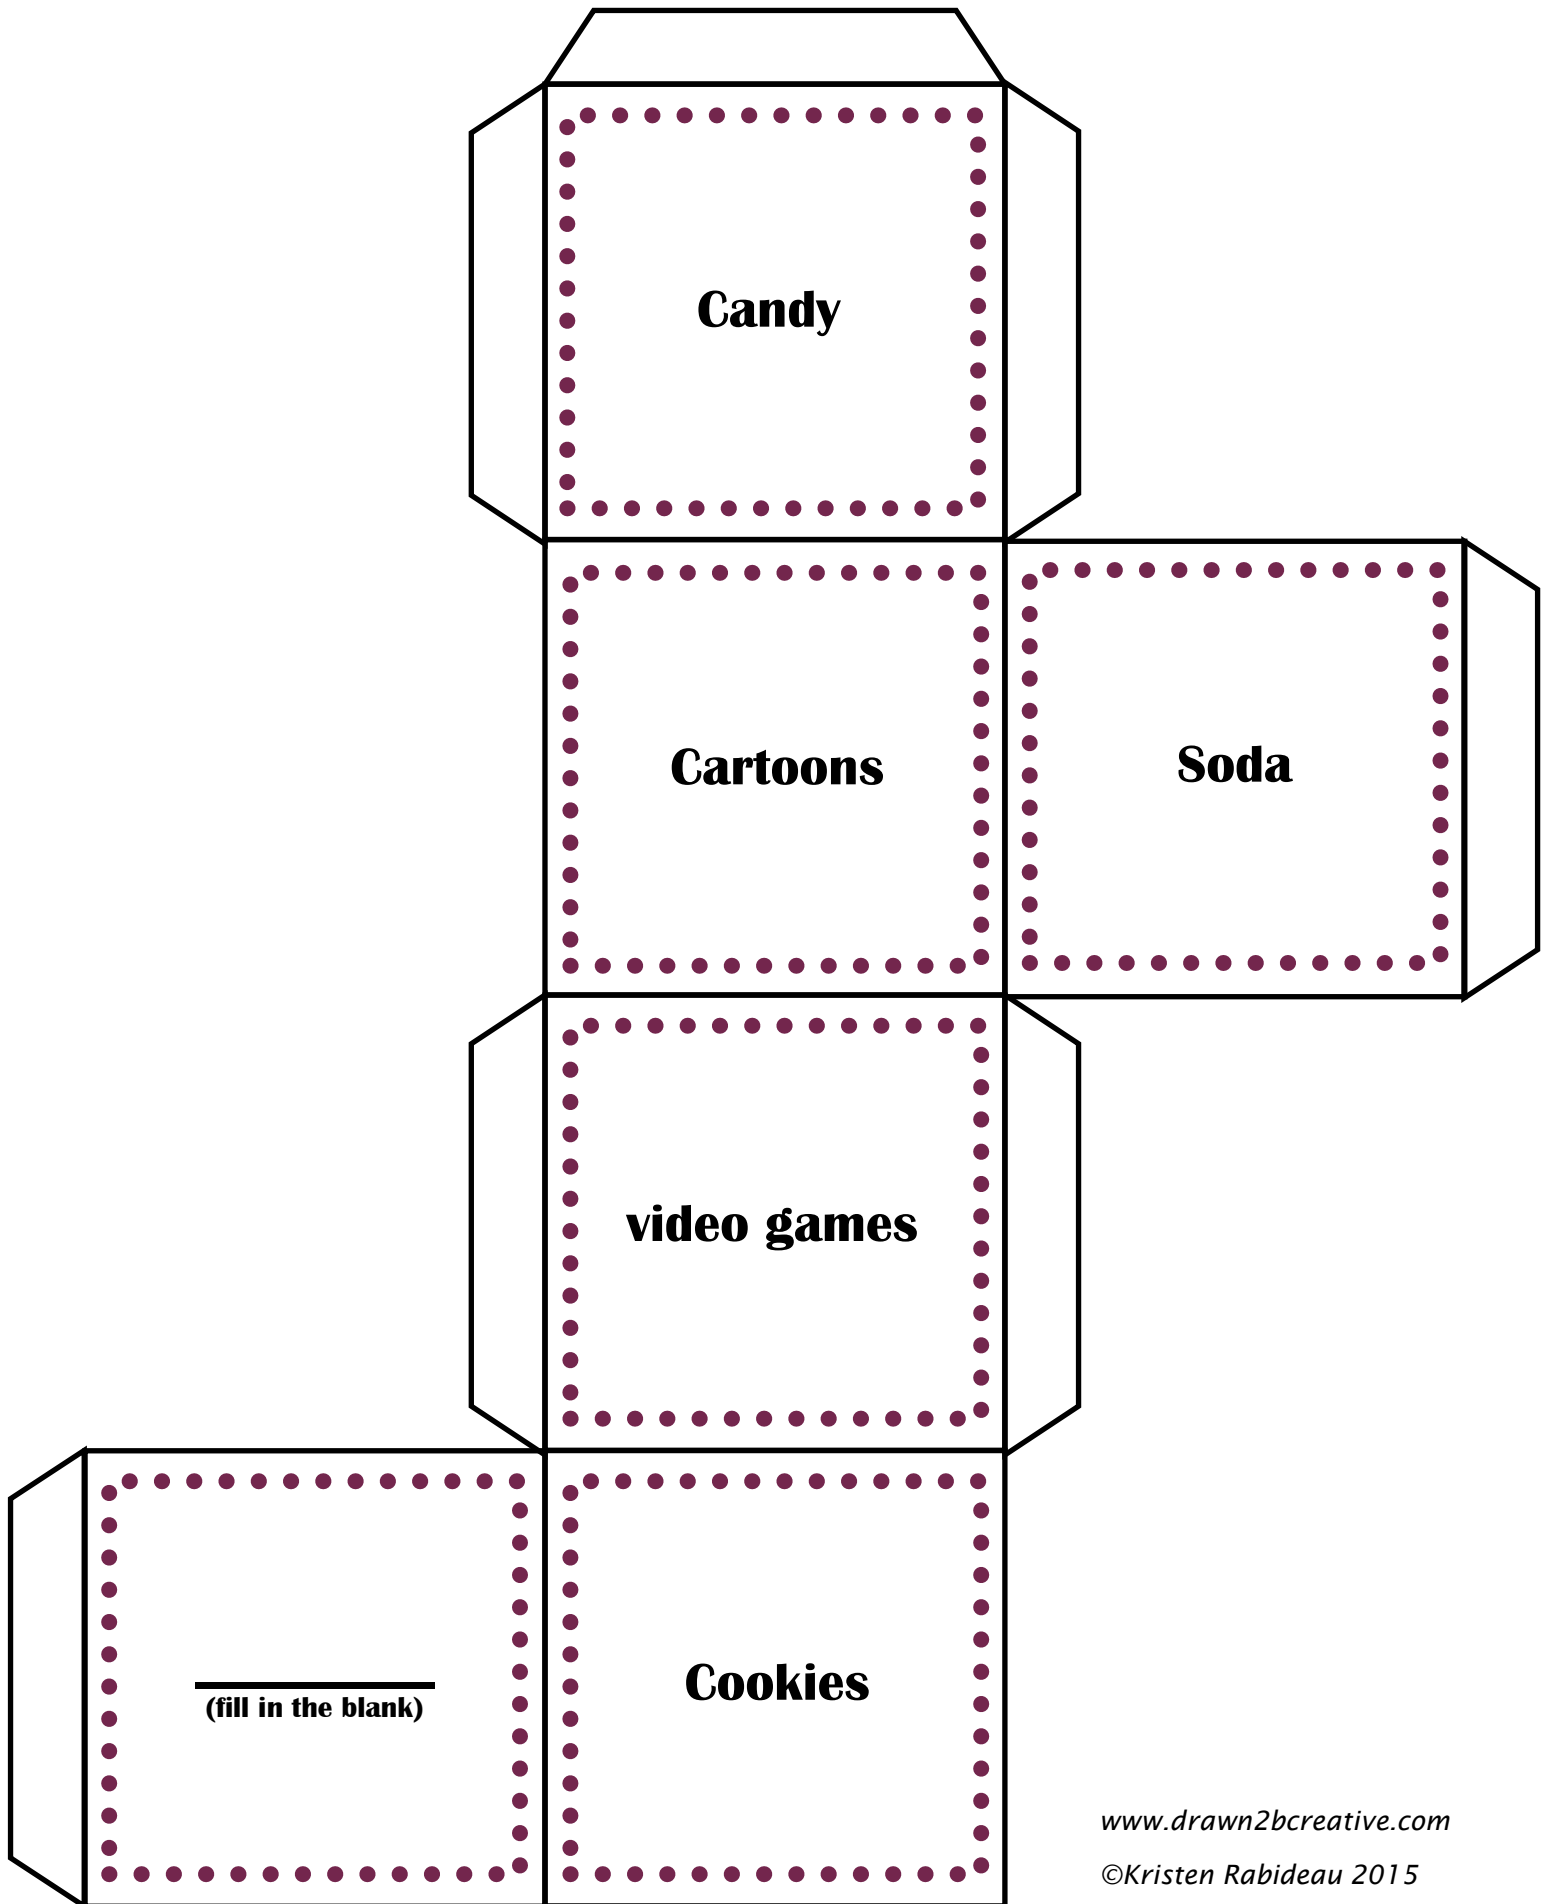 Candy
Cartoons
Soda
video games
(fill in the blank)
Cookies
www.drawn2bcreative.com
©Kristen Rabideau 2015